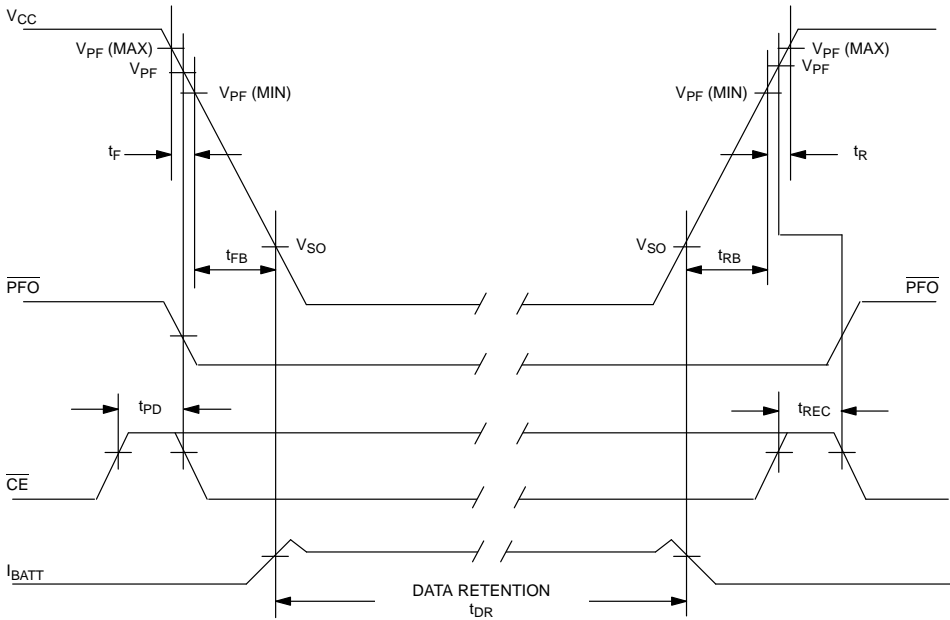 VCC
VPF (MAX)
VPF
VPF (MIN)
tF
tFB
VSO
VPF (MAX)
VPF
VPF (MIN)
tR
VSO
tRB
PFO
PFO
tPD
tREC
CE
IBATT
DATA RETENTION
tDR